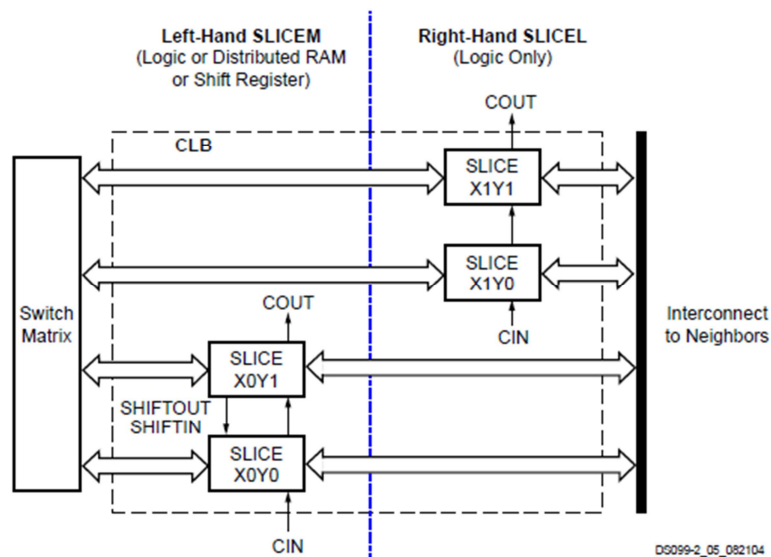 Left-Hand SLICEM
(Logic or Distributed RAM
or Shift Register)
Right-Hand SLICEL
(Logic Only)
COUT
CLB
SLICE
X1Y1
SLICE
X1Y0
Switch
Matrix
COUT
CIN
Interconnect
to Neighbors
SLICE
X0Y1
SHIFTOUT
SHIFTIN
SLICE
X0Y0
CIN
DS099-2_05_082104